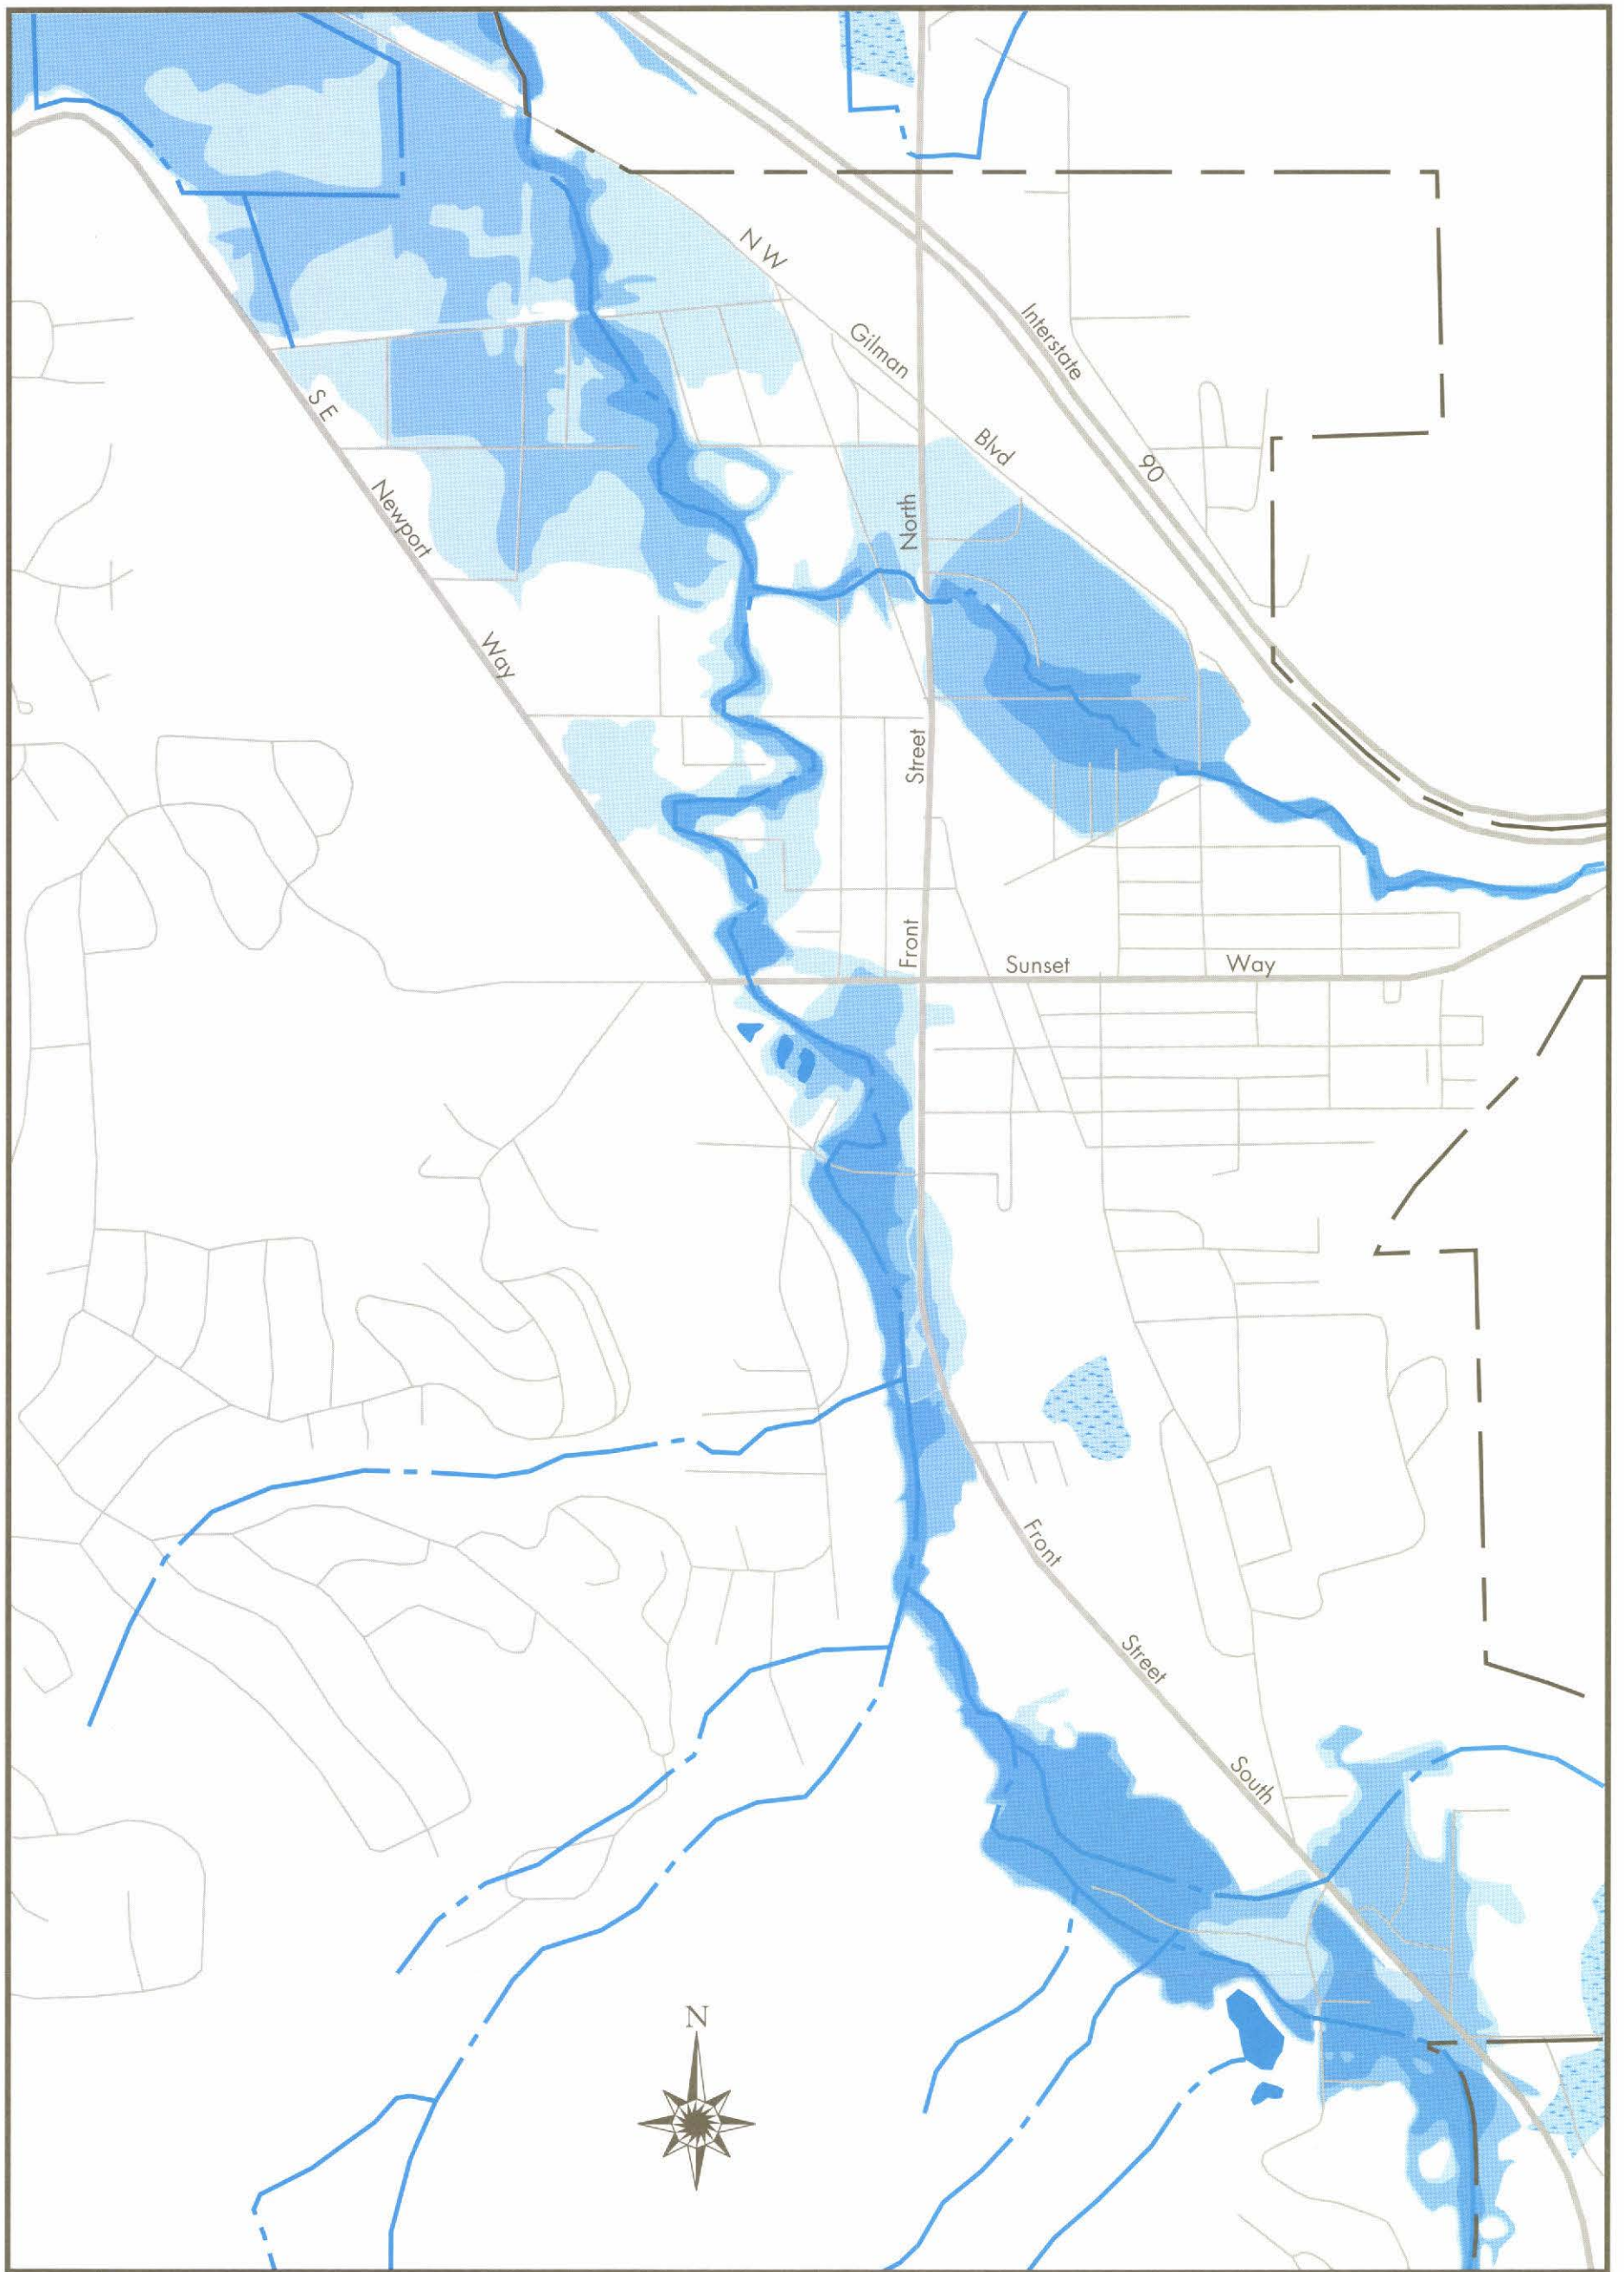 N W
Gilman
Blvd
Interstate
90
S E
Newport
Way
North
Street
Front
Sunset Way
Front
Street
South
N